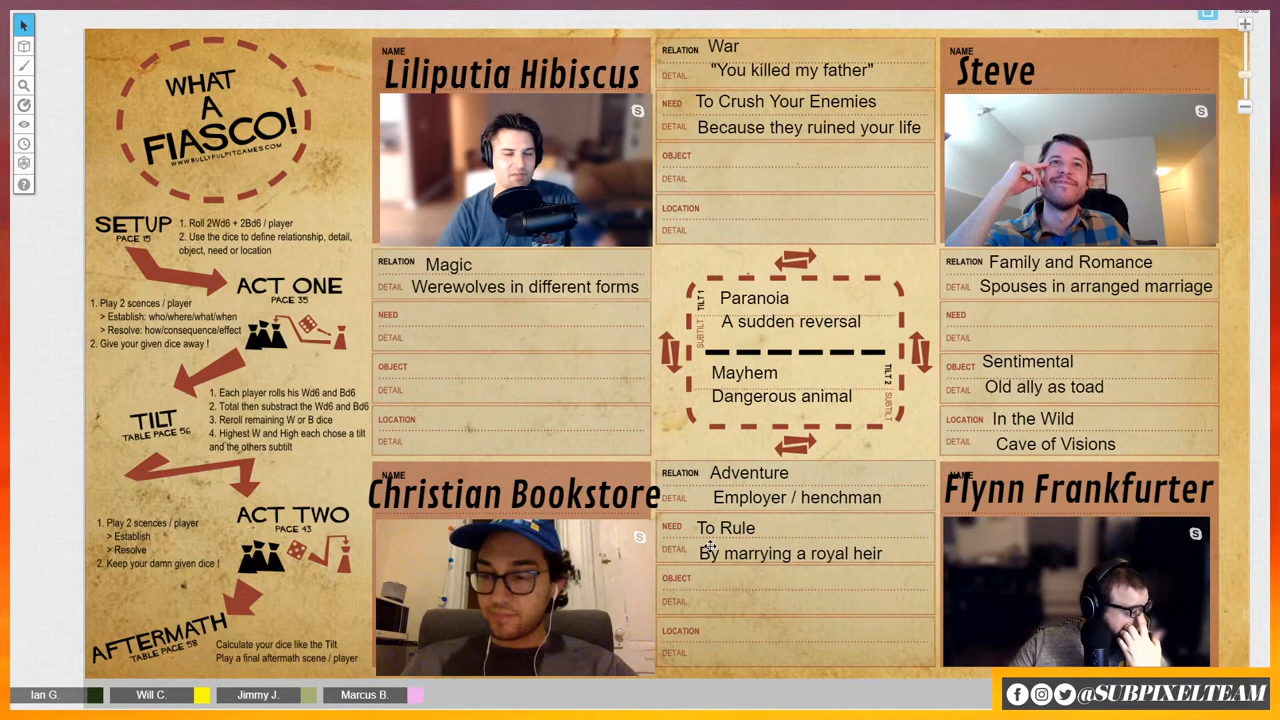 WHAT
A
FIASCO!
WWW.BULLYPULPITGAMES.COM
SETUP
PAGE 15
1. Roll 2Wd6 + 2Bd6 / player
2. Use the dice to define relationship, detail,
object, need or location
ACT ONE
PAGE 35
1. Play 2 scences / player
> Establish: who/where/what/when
> Resolve: how/consequence/effect
2. Give your given dice away !
TILT
TABLE PAGE 56
1. Each player rolls his Wd6 and Bd6
2. Total then substract the Wd6 and Bd6
3. Reroll remaining W or B dice
4. Highest W and High each chose a tilt
and the others subtilt
ACT TWO
PAGE 43
1. Play 2 scences / player
> Establish
> Resolve
2. Keep your damn given dice !
AFTERMATH
TABLE PAGE 58
Calculate your dice like the Tilt
Play a final aftermath scene / player
NAME
Liliputia Hibiscus
RELATION War
DETAIL "You killed my father"
NEED To Crush Your Enemies
DETAIL Because they ruined your life
OBJECT
DETAIL
LOCATION
DETAIL
NAME
Steve
RELATION Magic
DETAIL Werewolves in different forms
NEED
DETAIL
OBJECT
DETAIL
LOCATION
DETAIL
TILT 1
Paranoia
SUBTILT
A sudden reversal
Mayhem
TILT 2
Dangerous animal
SUBTILT
RELATION Family and Romance
DETAIL Spouses in arranged marriage
NEED
DETAIL
OBJECT Sentimental
DETAIL Old ally as toad
LOCATION In the Wild
DETAIL Cave of Visions
NAME
Christian Bookstore
RELATION Adventure
DETAIL Employer / henchman
NEED To Rule
DETAIL By marrying a royal heir
OBJECT
DETAIL
LOCATION
DETAIL
NAME
Flynn Frankfurter
Ian G.
Will C.
Jimmy J.
Marcus B.
@SUBPIXELTEAM